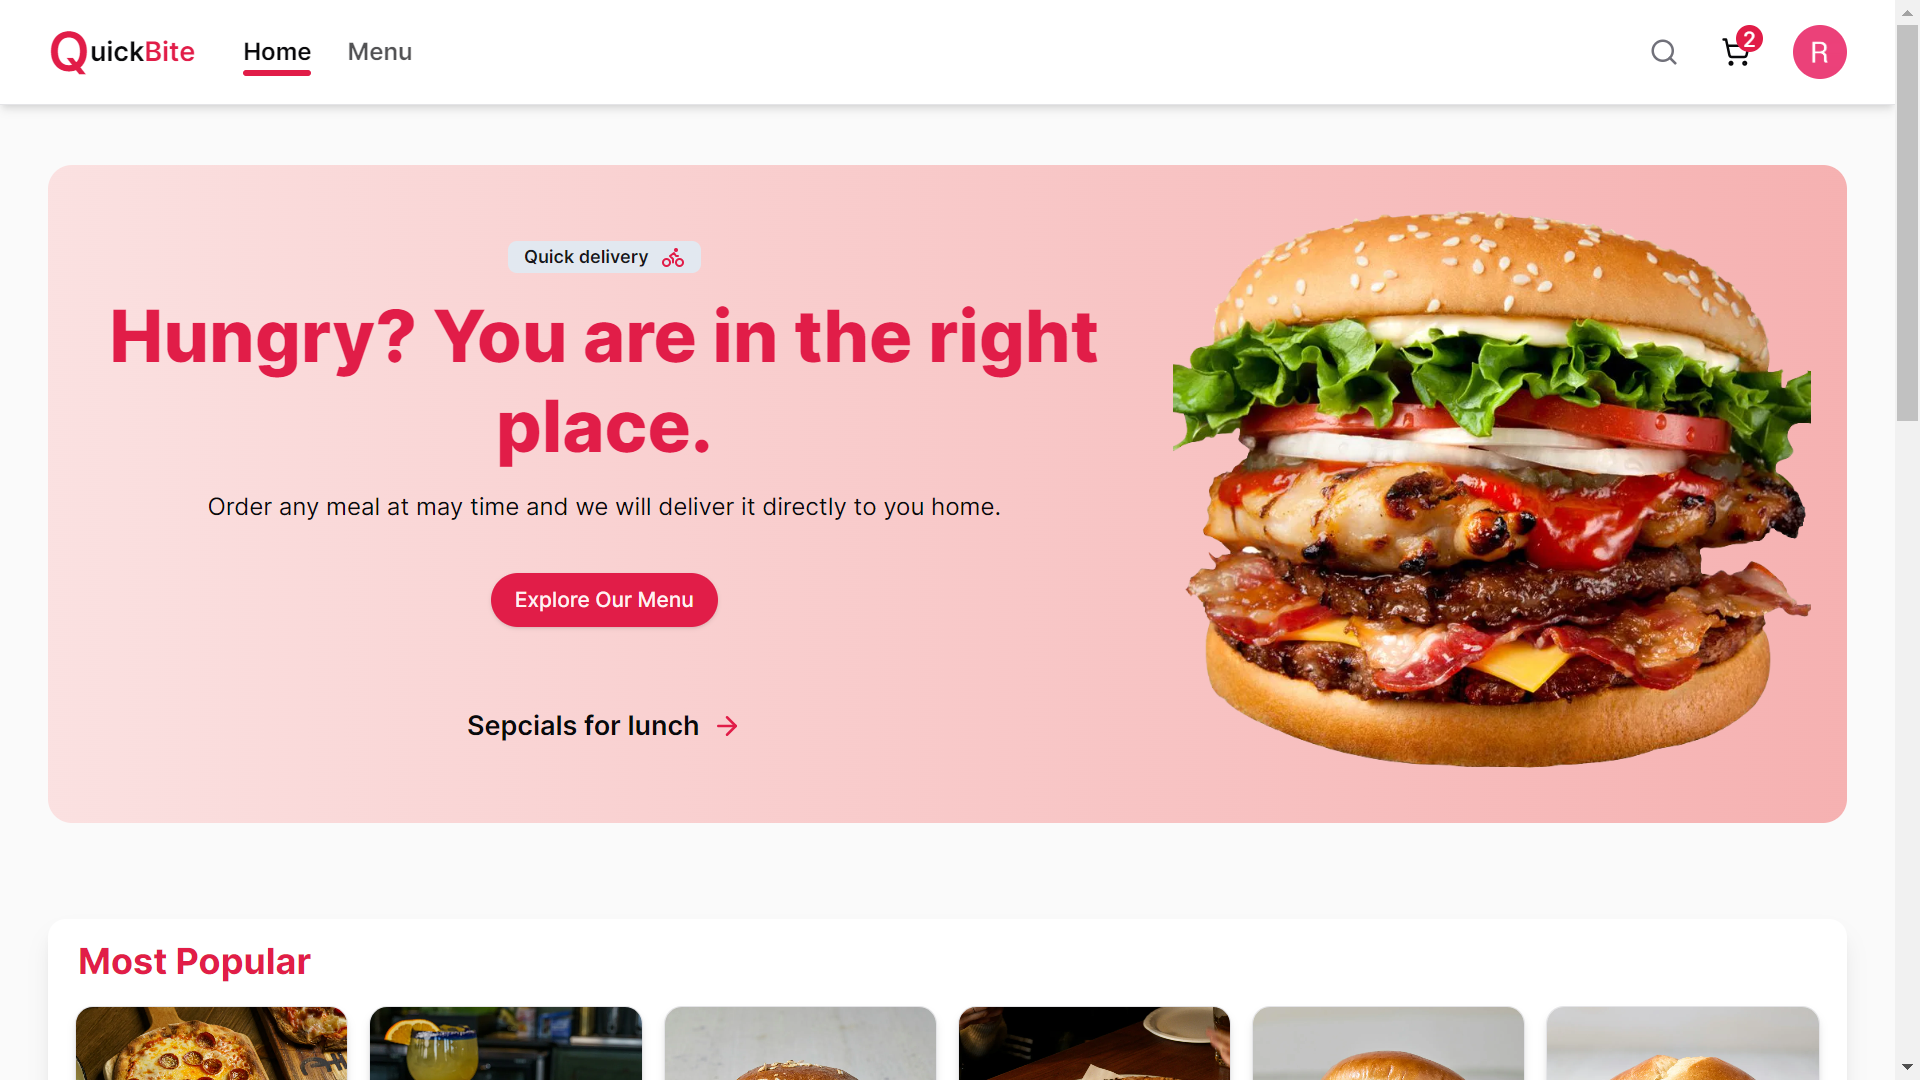 QuickBite
Home
Menu
2
R
Quick delivery
Hungry? You are in the right
place.
Order any meal at may time and we will deliver it directly to you home.
Explore Our Menu
Sepcials for lunch
Most Popular